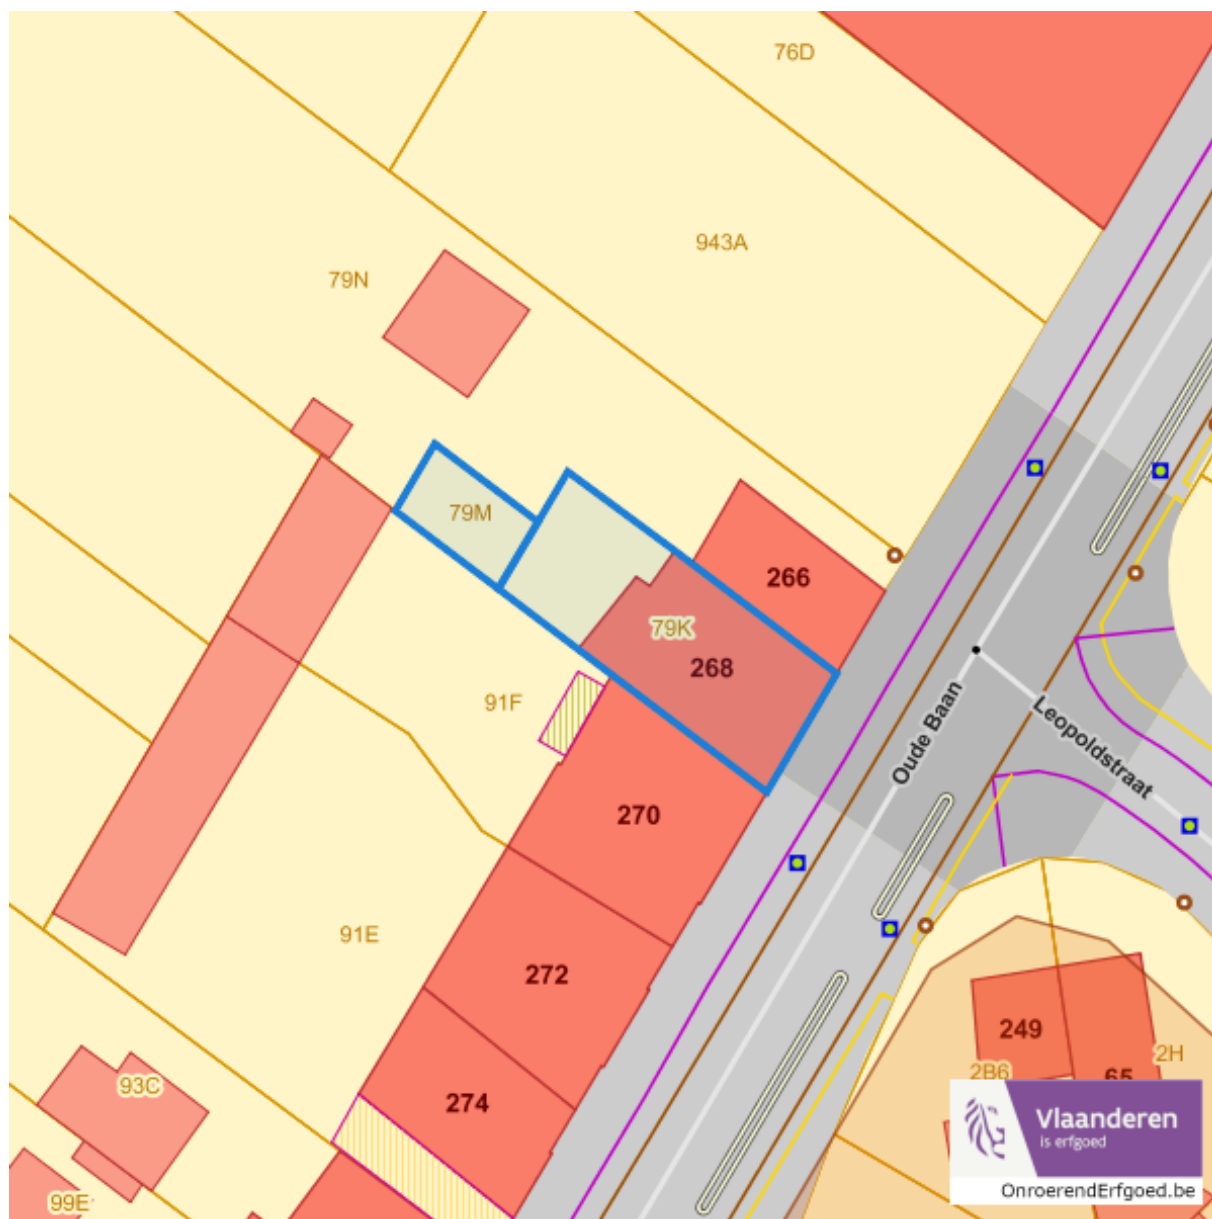 76D
943A
79N
79M
266
79K
268
91F
Oude Baan
Leopoldstraat
270
91E
272
249
2H
2B6
65
93C
274
99E
Vlaanderen
is erfgoed
OnroerendErfgoed.be